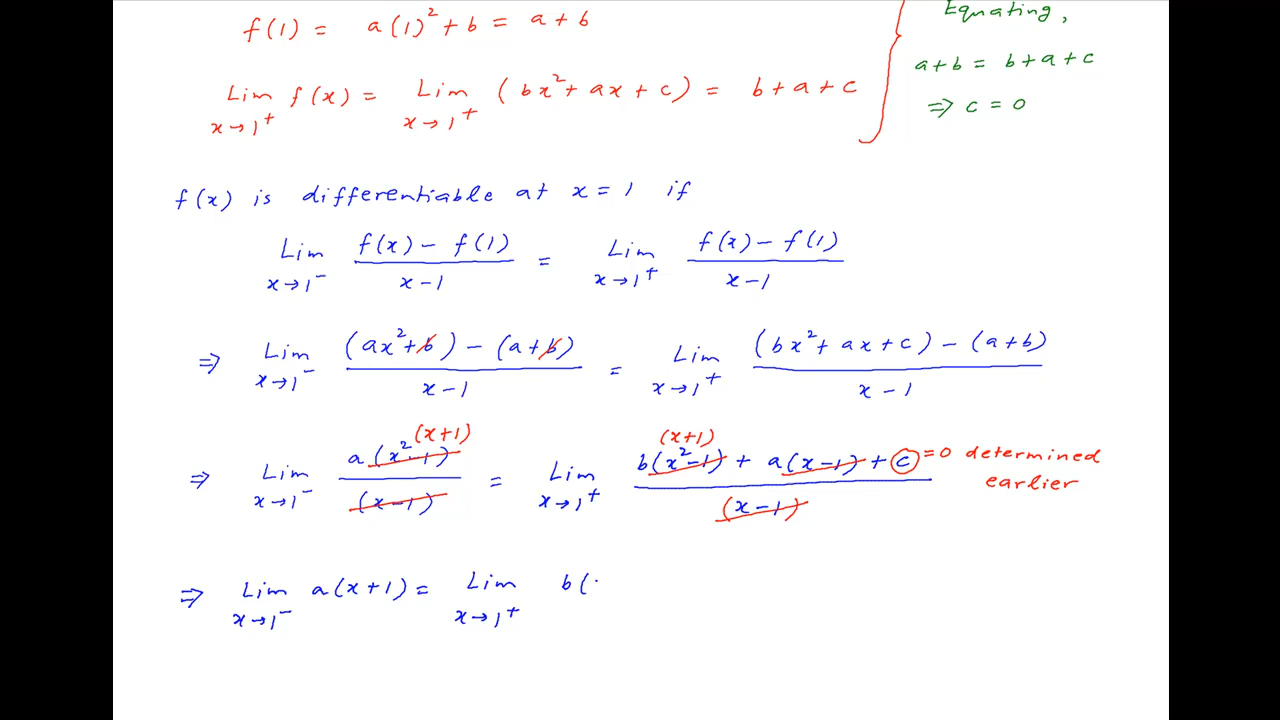 f(1) = a(1)² + b = a + b
Equating,
a + b = b + a + c
⇒ c = 0
Lim x→1⁺ f(x) = Lim x→1⁺ (bx² + ax + c) = b + a + c
f(x) is differentiable at x = 1 if
Lim x→1⁻ (f(x) − f(1))/(x − 1) = Lim x→1⁺ (f(x) − f(1))/(x − 1)
⇒ Lim x→1⁻ ((ax² + b) − (a + b))/(x − 1) = Lim x→1⁺ ((bx² + ax + c) − (a + b))/(x − 1)
(x+1) (x+1)
⇒ Lim x→1⁻ a(x² − 1)/(x − 1) = Lim x→1⁺ (b(x² − 1) + a(x − 1) + c)/(x − 1) = 0 determined
earlier
⇒ Lim x→1⁻ a(x + 1) = Lim x→1⁺ b(